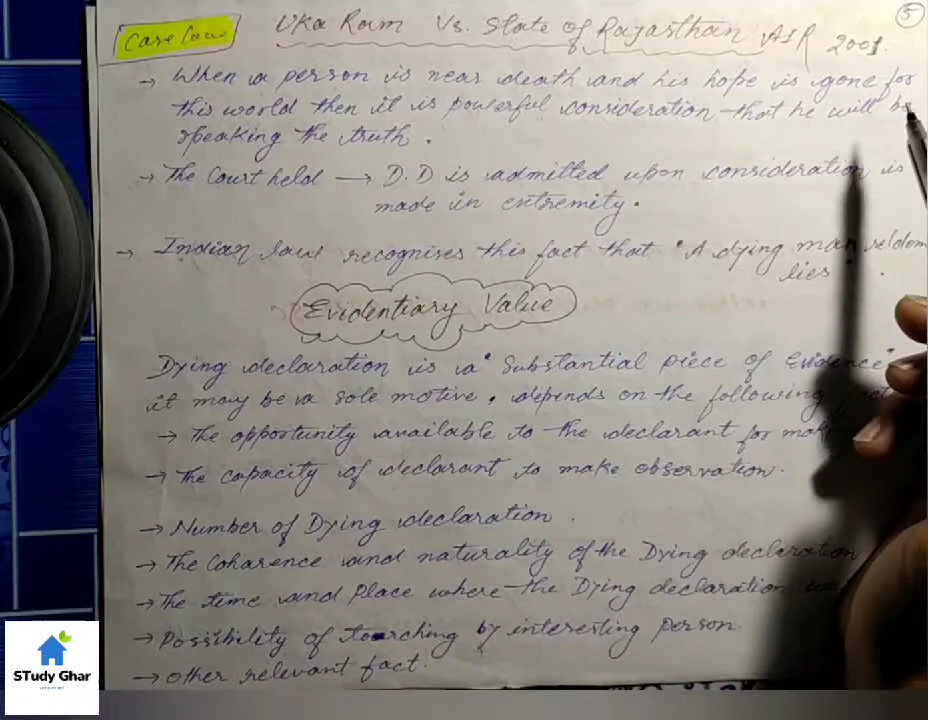 5
Case Law
Uka Ram Vs. State of Rajasthan AIR 2001.
→ When a person is near death and his hope is gone for
this world then it is powerful consideration that he will be
speaking the truth.
→ The Court held → D.D is admitted upon consideration is
made in extremity.
→ Indian law recognises this fact that "A dying man seldom
lies".
Evidentiary Value
Dying declaration is a "Substantial piece of Evidence"
it may be a sole motive, depends on the following
→ The opportunity available to the declarant for
→ The capacity of declarant to make observation.
→ Number of Dying declaration.
→ The Coharence and naturality of the Dying decleration
→ The time and Place where the Dying declaration
→ Possibility of by interesting person
→ other relevant fact.
STudy Ghar